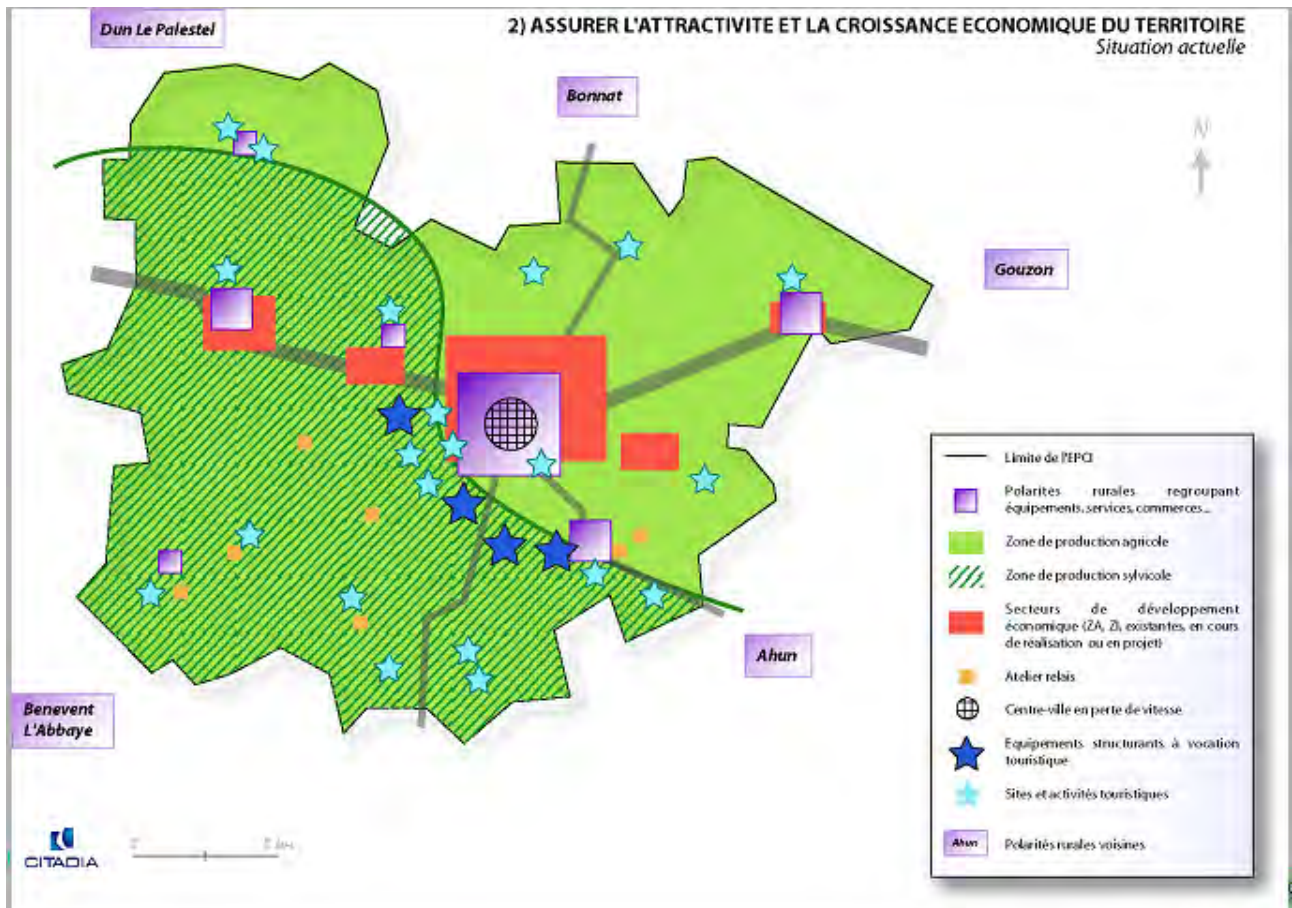 Dun Le Palestel
2) ASSURER L'ATTRACTIVITE ET LA CROISSANCE ECONOMIQUE DU TERRITOIRE
Situation actuelle
Bonnat
N
Gouzon
Limite de l'EPCI
Polarités rurales regroupant
équipements, services, commerces...
Zone de production agricole
Zone de production sylvicole
Secteurs de développement
économique (ZA, ZI, existantes, en cours
de réalisation ou en projet)
Atelier relais
Centre-ville en perte de vitesse
Equipements structurants à vocation
touristique
Sites et activités touristiques
Ahun
Polarités rurales voisines
Ahun
Benevent
L'Abbaye
CITADIA